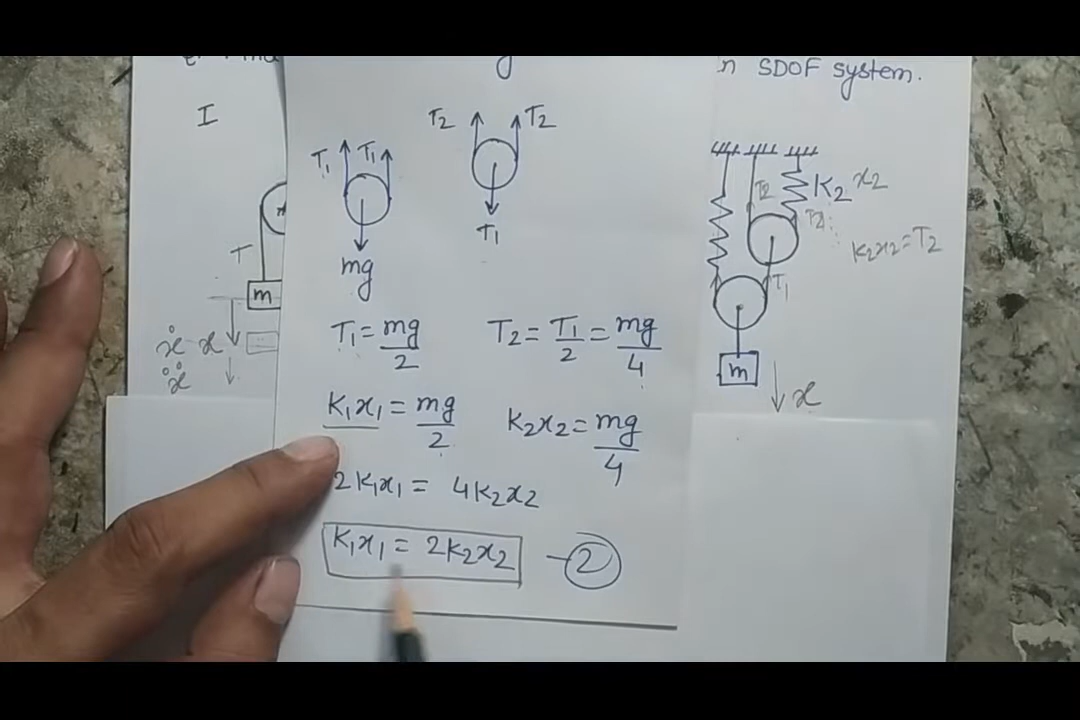 n SDOF system.
I
T2 T2
T1 T1
T1
mg
T
m
ẋ x
ẍ
K2 x2
T2
T2
K2x2=T2
T1
m
x
T1 = mg/2 T2 = T1/2 = mg/4
K1x1 = mg/2 K2x2 = mg/4
2K1x1 = 4K2x2
K1x1 = 2K2x2 — 2